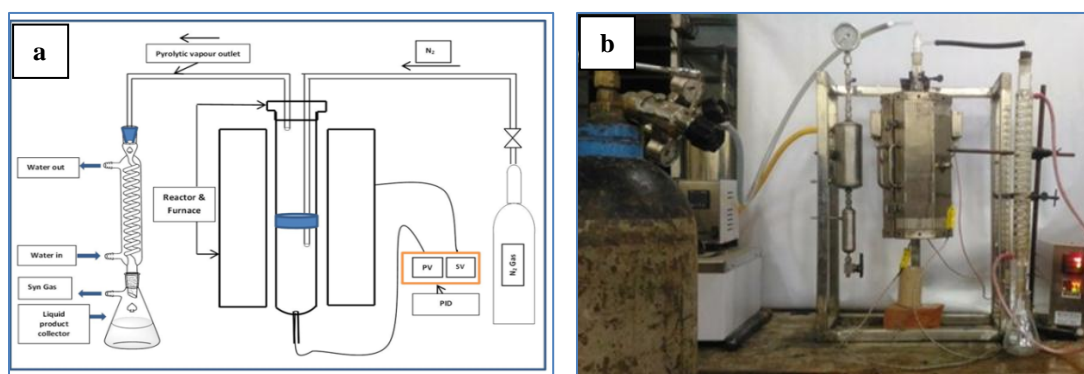 a
Pyrolytic vapour outlet
N₂
Water out
Reactor &
Furnace
Water in
Syn Gas
Liquid
product
collector
PV
SV
PID
N₂ Gas
b